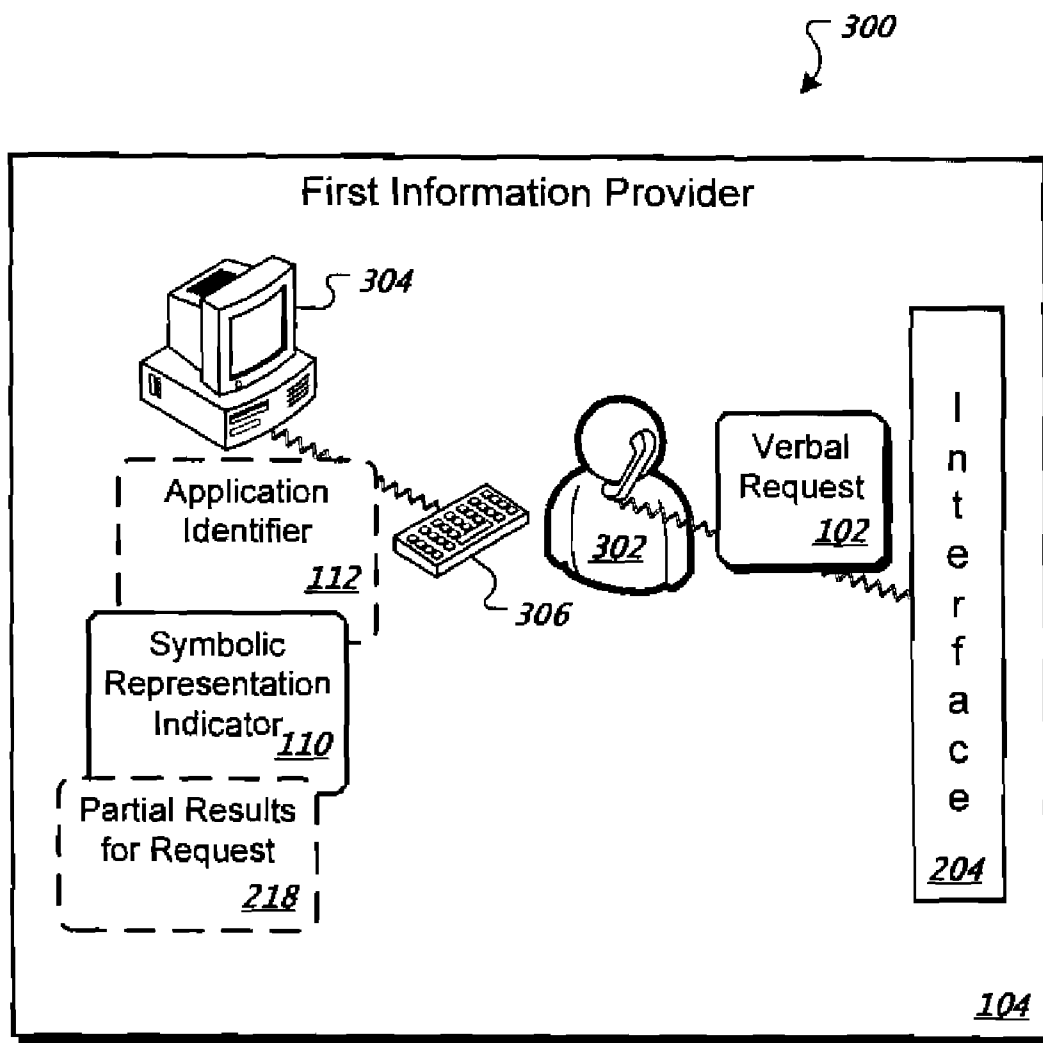 300
First Information Provider
304
Application
Identifier
112
306
302
Verbal
Request
102
Symbolic
Representation
Indicator
110
Partial Results
for Request
218
Interface
204
104